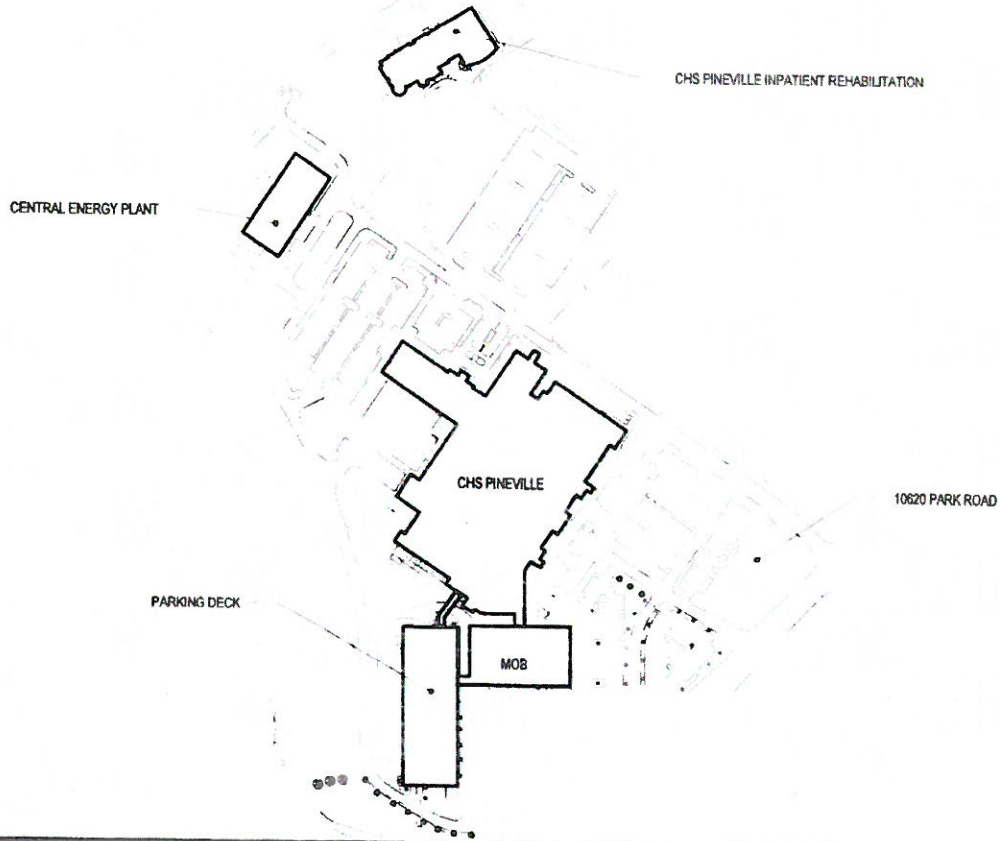 CHS PINEVILLE INPATIENT REHABILITATION
CENTRAL ENERGY PLANT
CHS PINEVILLE
10620 PARK ROAD
PARKING DECK
MOB